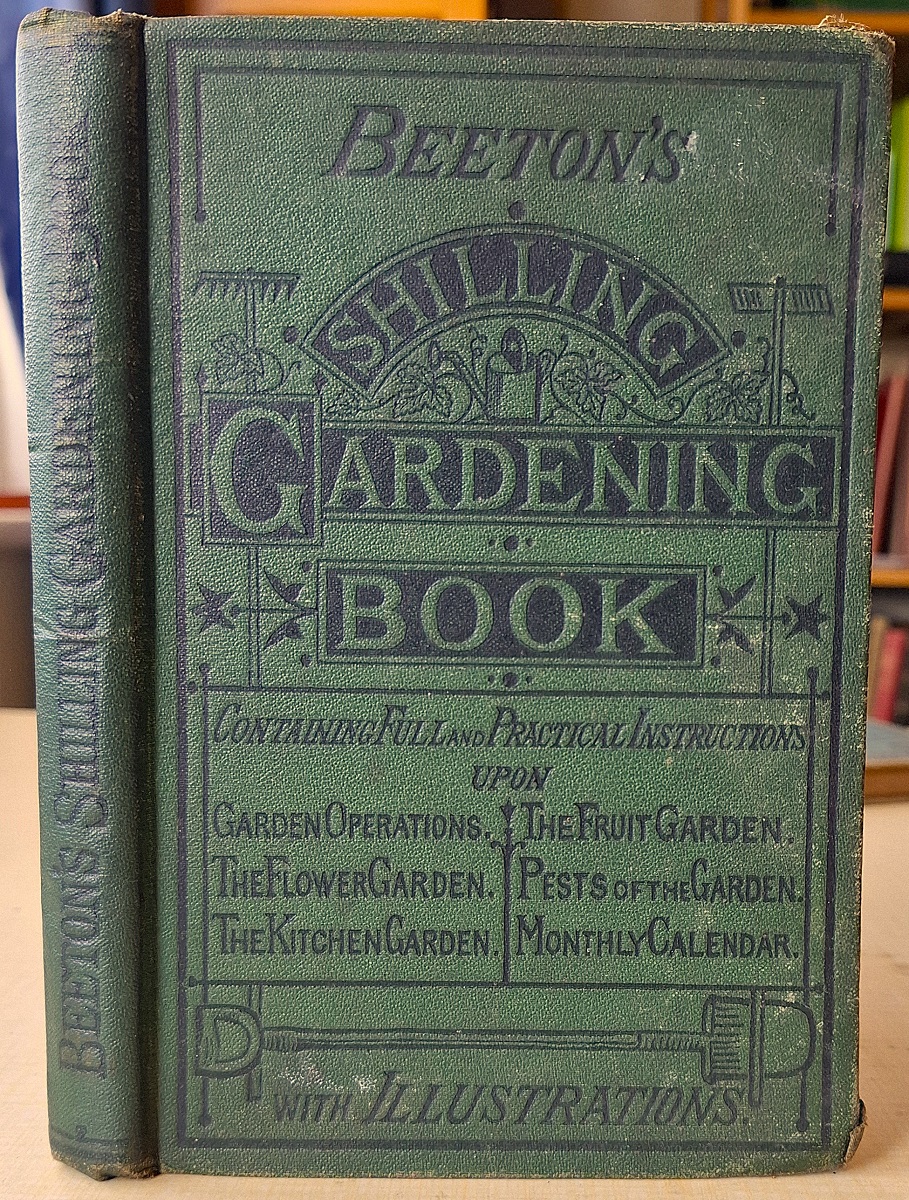 BEETON'S SHILLING GARDENING BOOK
BEETON'S
SHILLING
GARDENING
BOOK
CONTAINING FULL AND PRACTICAL INSTRUCTIONS
UPON
GARDEN OPERATIONS.
THE FLOWER GARDEN.
THE KITCHEN GARDEN.
THE FRUIT GARDEN.
PESTS OF THE GARDEN.
MONTHLY CALENDAR.
WITH ILLUSTRATIONS.